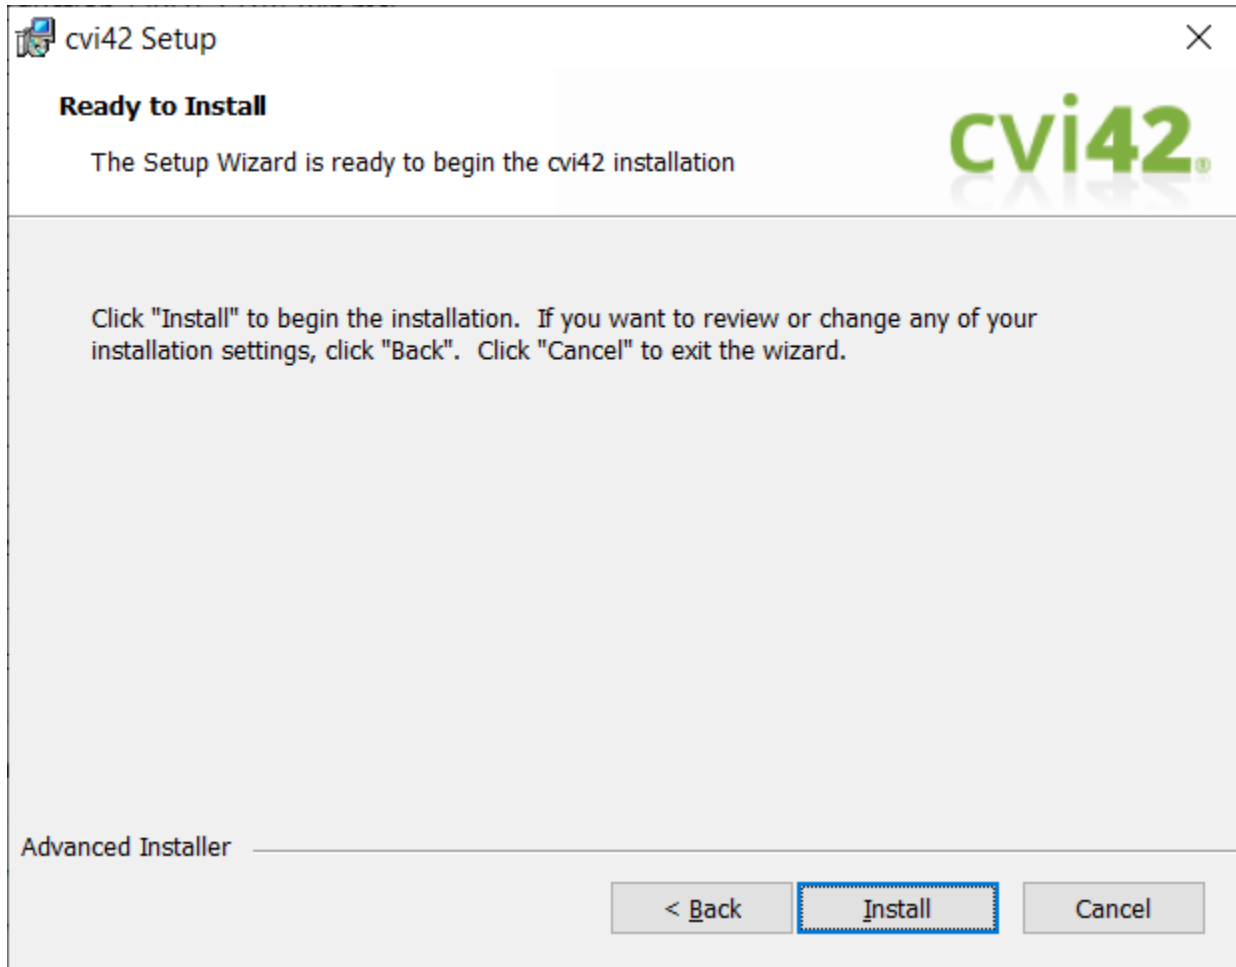 cvi42 Setup
Ready to Install
The Setup Wizard is ready to begin the cvi42 installation
cvi42®
Click "Install" to begin the installation.  If you want to review or change any of your
installation settings, click "Back".  Click "Cancel" to exit the wizard.
Advanced Installer
< Back
Install
Cancel